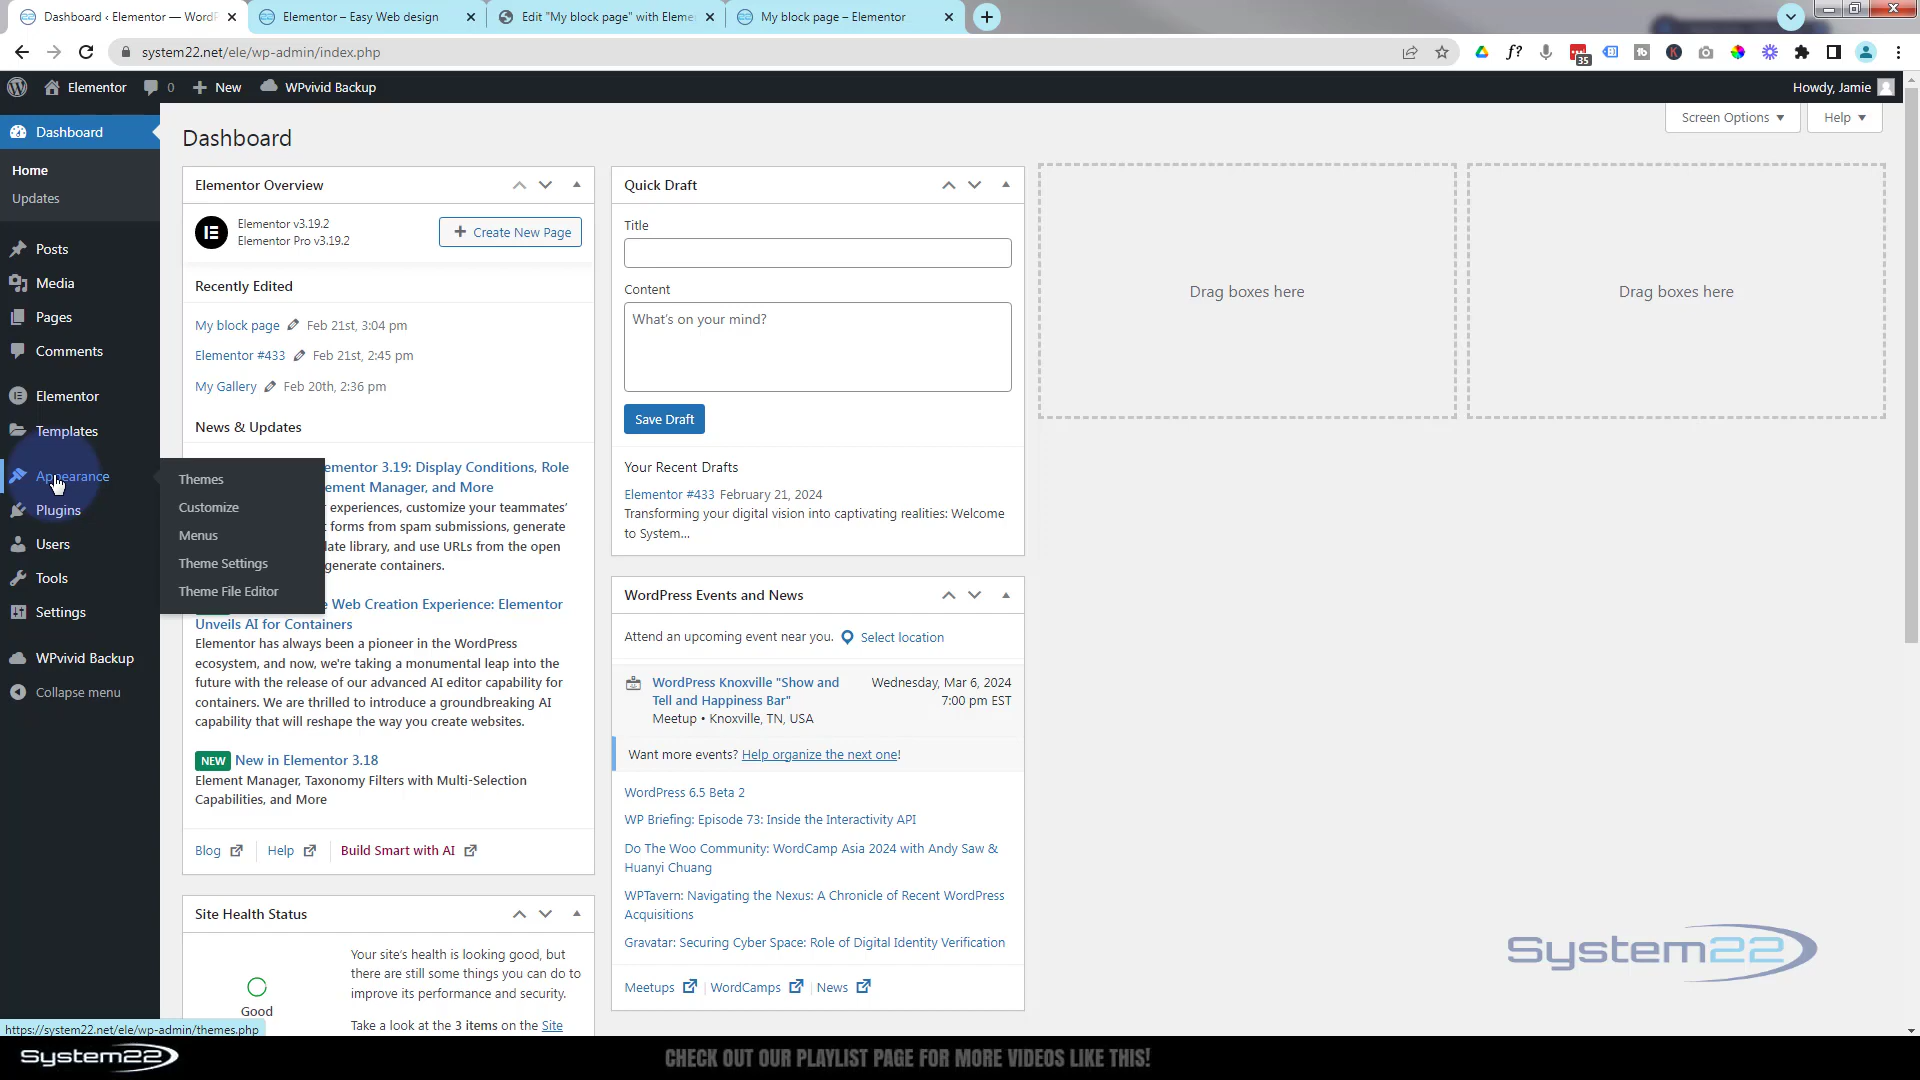 Dashboard ‹ Elementor — WordP
Elementor – Easy Web design
Edit "My block page" with Eleme
My block page – Elementor
system22.net/ele/wp-admin/index.php
f?
35
Elementor
0
New
WPvivid Backup
Howdy, Jamie
Dashboard
Home
Updates
Posts
Media
Pages
Comments
Elementor
Templates
Appearance
Plugins
Users
Tools
Settings
WPvivid Backup
Collapse menu
Themes
Customize
Menus
Theme Settings
Theme File Editor
Dashboard
Screen Options
Help
Elementor Overview
Elementor v3.19.2
Elementor Pro v3.19.2
Create New Page
Recently Edited
My block page Feb 21st, 3:04 pm
Elementor #433 Feb 21st, 2:45 pm
My Gallery Feb 20th, 2:36 pm
News & Updates
ementor 3.19: Display Conditions, Role
ement Manager, and More
experiences, customize your teammates’
forms from spam submissions, generate
late library, and use URLs from the open
generate containers.
Web Creation Experience: Elementor
Unveils AI for Containers
Elementor has always been a pioneer in the WordPress
ecosystem, and now, we're taking a monumental leap into the
future with the release of our advanced AI editor capability for
containers. We are thrilled to introduce a groundbreaking AI
capability that will reshape the way you create websites.
NEW New in Elementor 3.18
Element Manager, Taxonomy Filters with Multi-Selection
Capabilities, and More
Blog Help Build Smart with AI
Site Health Status
Good
Your site’s health is looking good, but
there are still some things you can do to
improve its performance and security.
Take a look at the 3 items on the Site
Quick Draft
Title
Content
What’s on your mind?
Save Draft
Your Recent Drafts
Elementor #433 February 21, 2024
Transforming your digital vision into captivating realities: Welcome
to System…
WordPress Events and News
Attend an upcoming event near you. Select location
WordPress Knoxville "Show and
Tell and Happiness Bar"
Meetup • Knoxville, TN, USA
Wednesday, Mar 6, 2024
7:00 pm EST
Want more events? Help organize the next one!
WordPress 6.5 Beta 2
WP Briefing: Episode 73: Inside the Interactivity API
Do The Woo Community: WordCamp Asia 2024 with Andy Saw &
Huanyi Chuang
WPTavern: Navigating the Nexus: A Chronicle of Recent WordPress
Acquisitions
Gravatar: Securing Cyber Space: Role of Digital Identity Verification
Meetups WordCamps News
Drag boxes here
Drag boxes here
System22
https://system22.net/ele/wp-admin/themes.php
System22
CHECK OUT OUR PLAYLIST PAGE FOR MORE VIDEOS LIKE THIS!